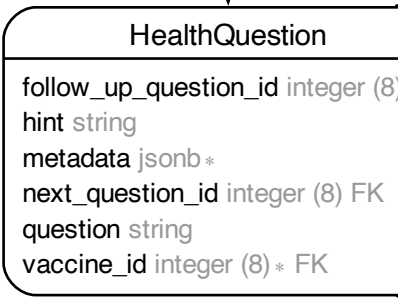 HealthQuestion
follow_up_question_id integer (8)
hint string
metadata jsonb *
next_question_id integer (8) FK
question string
vaccine_id integer (8) * FK